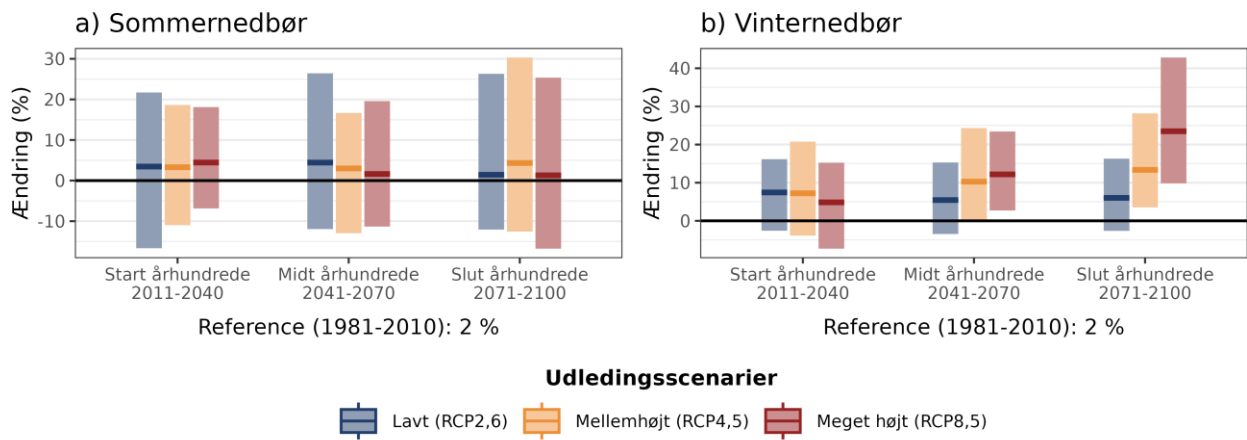 a) Sommernedbør
Ændring (%)
30
20
10
0
-10
Start århundrede
2011-2040
Midt århundrede
2041-2070
Slut århundrede
2071-2100
Reference (1981-2010): 2 %
b) Vinternedbør
Ændring (%)
40
30
20
10
0
Start århundrede
2011-2040
Midt århundrede
2041-2070
Slut århundrede
2071-2100
Reference (1981-2010): 2 %
Udledingsscenarier
Lavt (RCP2,6)
Mellemhøjt (RCP4,5)
Meget højt (RCP8,5)